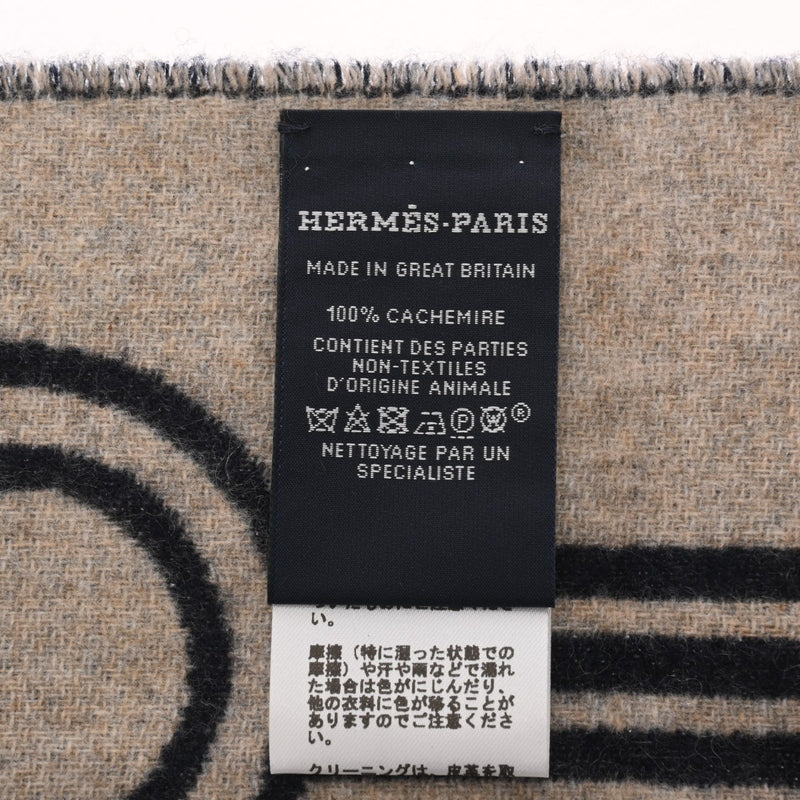 HERMÈS-PARIS
MADE IN GREAT BRITAIN
100% CACHEMIRE
CONTIENT DES PARTIES
NON-TEXTILES
D'ORIGINE ANIMALE
P W ®
NETTOYAGE PAR UN
SPECIALISTE
い。
摩擦（特に湿った状態での
摩擦）や汗や雨などで濡れ
た場合は色がにじんだり、
他の衣料に色が移ることが
ありますのでご注意くださ
い。
クリーニングは、皮革を取